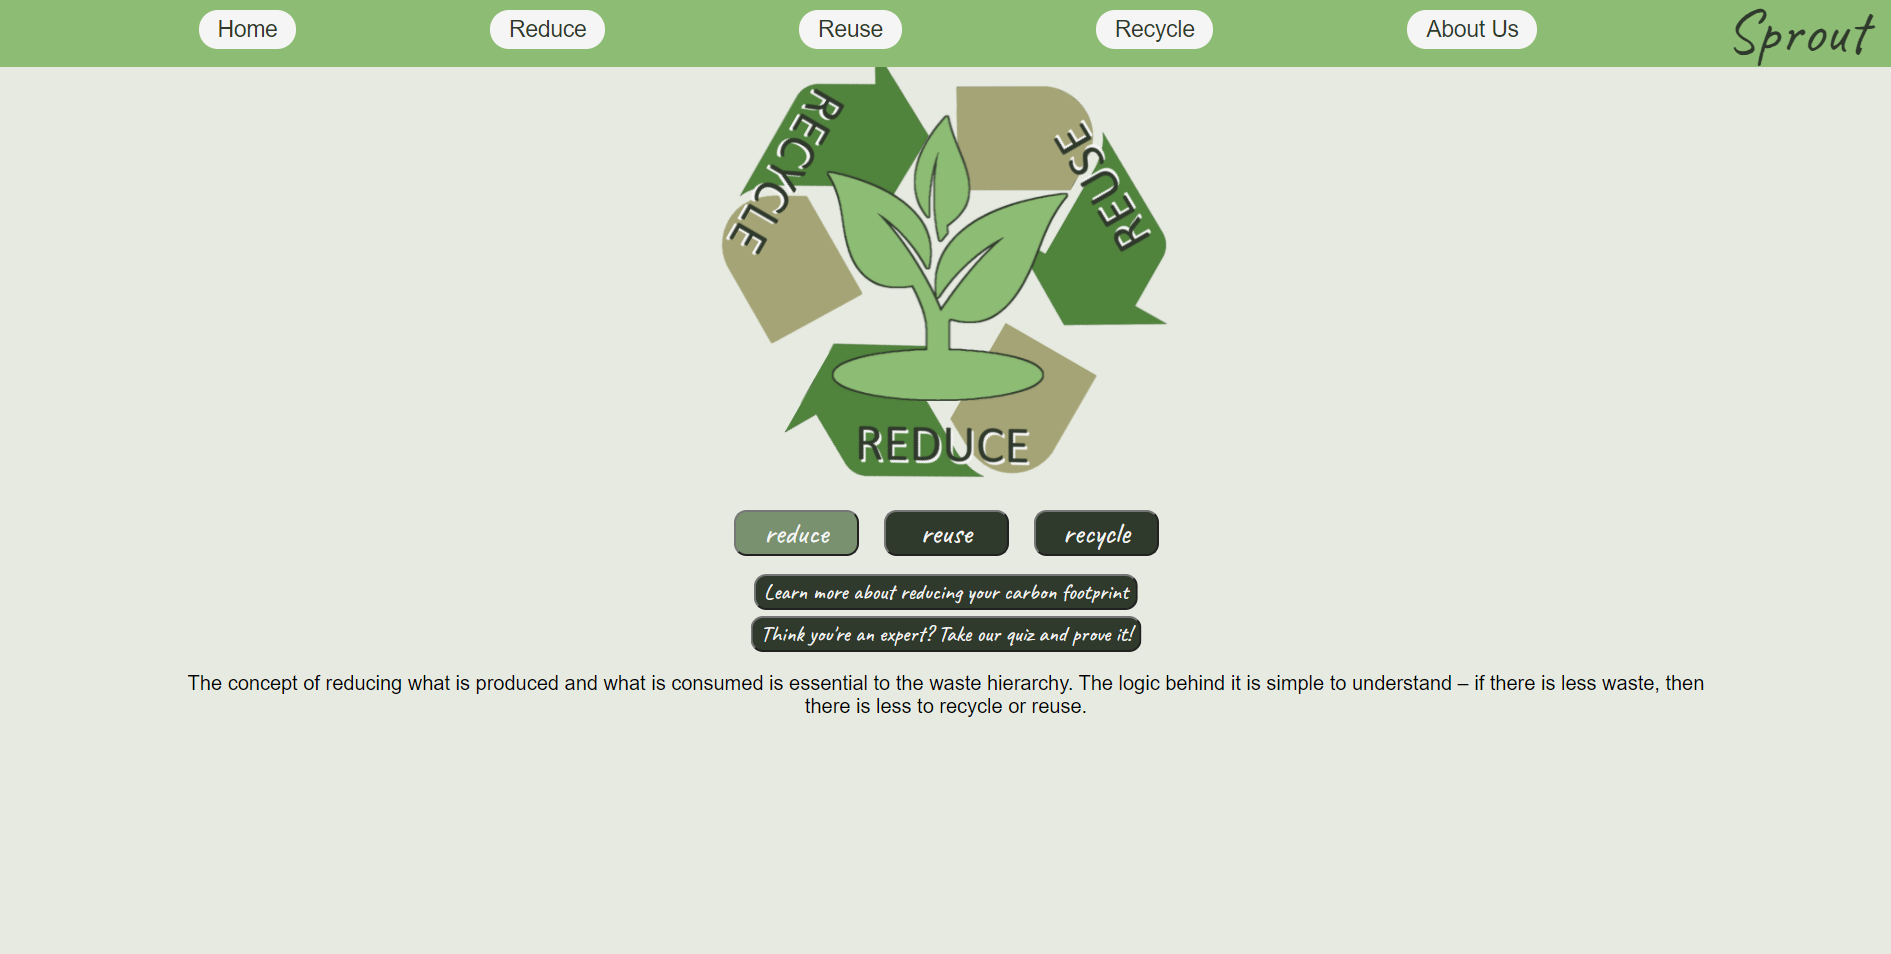 Home
Reduce
Reuse
Recycle
About Us
Sprout
RECYCLE
REUSE
REDUCE
reduce
reuse
recycle
Learn more about reducing your carbon footprint
Think you're an expert? Take our quiz and prove it!
The concept of reducing what is produced and what is consumed is essential to the waste hierarchy. The logic behind it is simple to understand – if there is less waste, then
there is less to recycle or reuse.